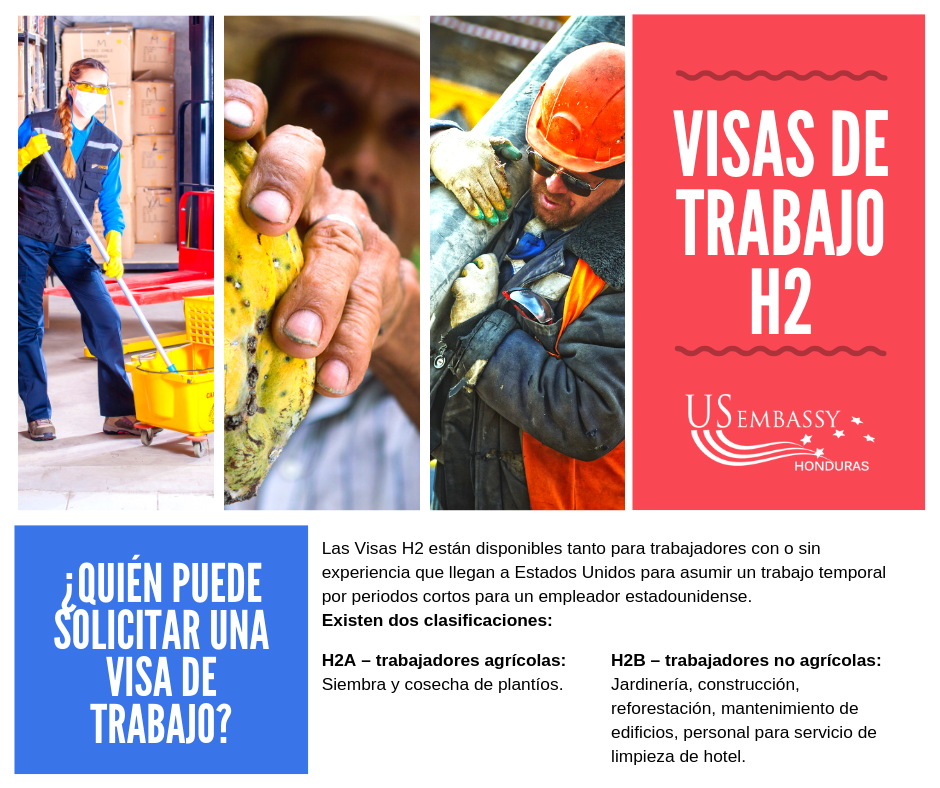 VISAS DE
TRABAJO
H2
US EMBASSY
HONDURAS
¿QUIÉN PUEDE
SOLICITAR UNA
VISA DE
TRABAJO?
Las Visas H2 están disponibles tanto para trabajadores con o sin
experiencia que llegan a Estados Unidos para asumir un trabajo temporal
por periodos cortos para un empleador estadounidense.
Existen dos clasificaciones:
H2A – trabajadores agrícolas:
Siembra y cosecha de plantíos.
H2B – trabajadores no agrícolas:
Jardinería, construcción,
reforestación, mantenimiento de
edificios, personal para servicio de
limpieza de hotel.